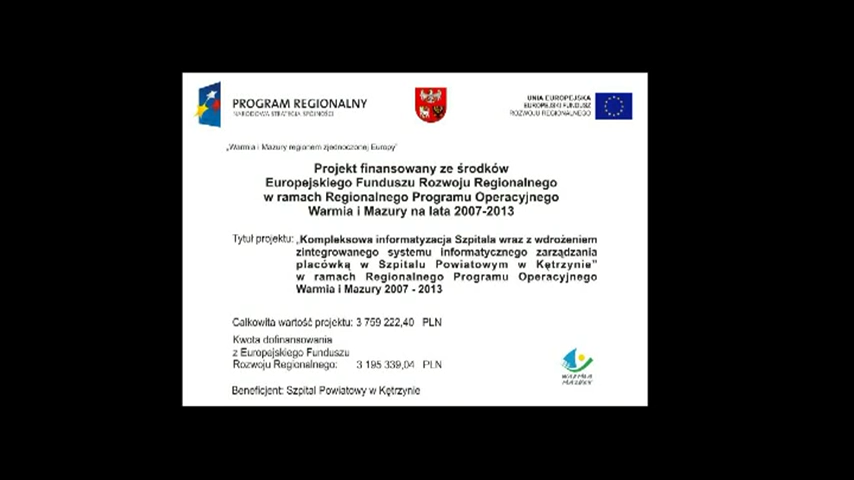 PROGRAM REGIONALNY
NARODOWA STRATEGIA SPÓJNOŚCI
UNIA EUROPEJSKA
EUROPEJSKI FUNDUSZ
ROZWOJU REGIONALNEGO
„Warmia i Mazury regionem zjednoczonej Europy”
Projekt finansowany ze środków
Europejskiego Funduszu Rozwoju Regionalnego
w ramach Regionalnego Programu Operacyjnego
Warmia i Mazury na lata 2007-2013
Tytuł projektu: „Kompleksowa informatyzacja Szpitala wraz z wdrożeniem
zintegrowanego systemu informatycznego zarządzania
placówką w Szpitalu Powiatowym w Kętrzynie”
w ramach Regionalnego Programu Operacyjnego
Warmia i Mazury 2007 - 2013
Całkowita wartość projektu: 3 759 222,40 PLN
Kwota dofinansowania
z Europejskiego Funduszu
Rozwoju Regionalnego: 3 195 339,04 PLN
WARMIA
MAZURY
Beneficjent: Szpital Powiatowy w Kętrzynie